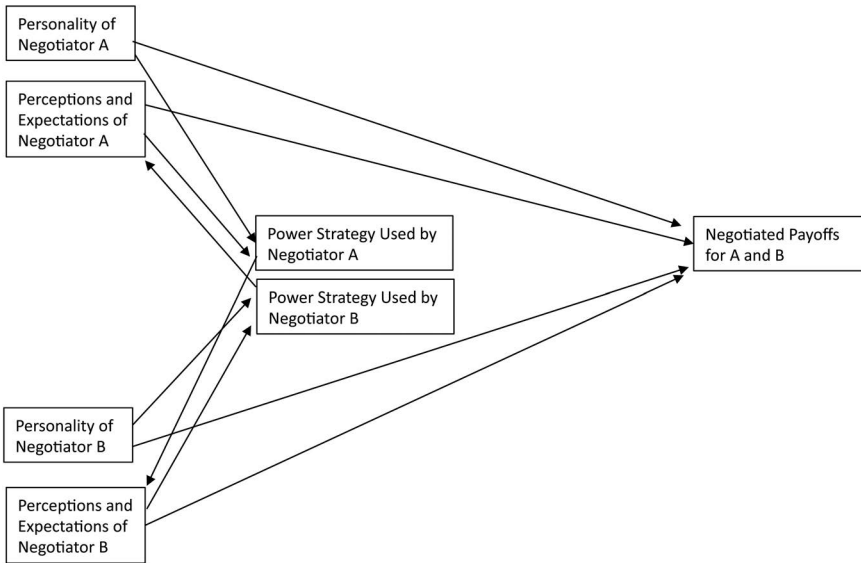 Personality of
Negotiator A
Perceptions and
Expectations of
Negotiator A
Power Strategy Used by
Negotiator A
Negotiated Payoffs
for A and B
Power Strategy Used by
Negotiator B
Personality of
Negotiator B
Perceptions and
Expectations of
Negotiator B